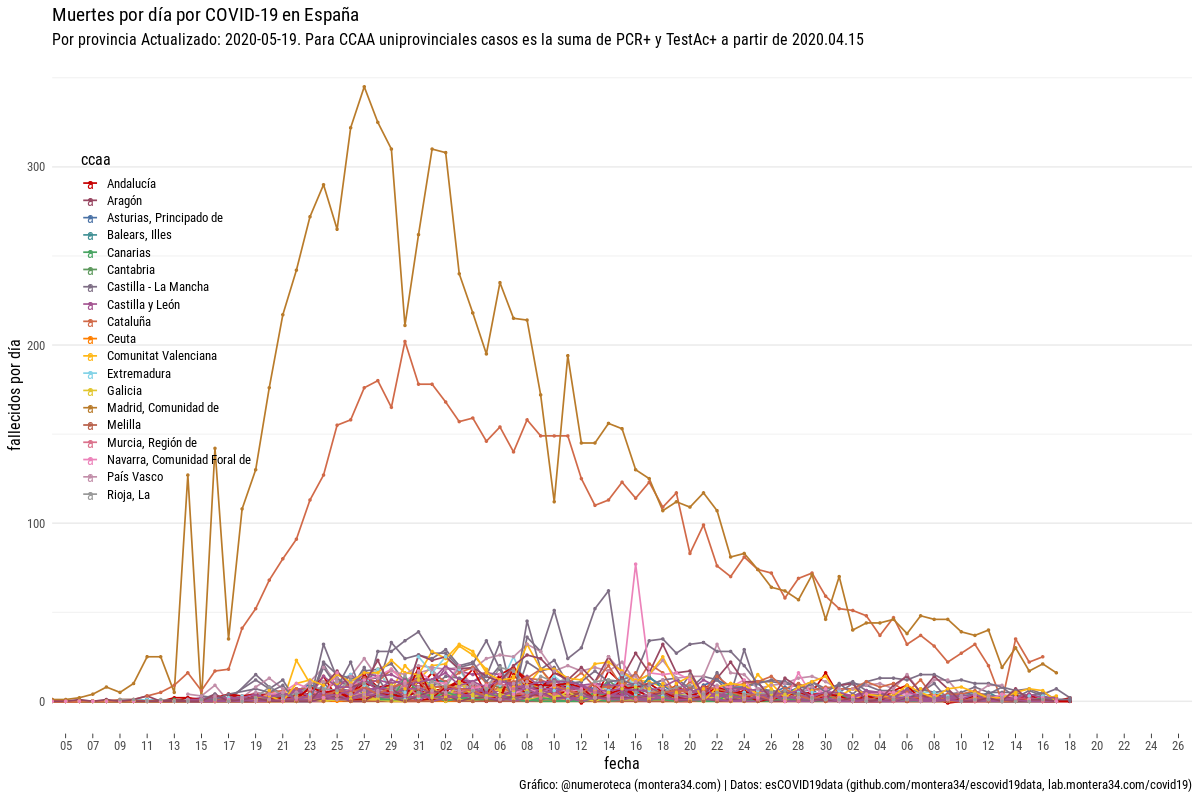 Muertes por día por COVID-19 en España
Por provincia Actualizado: 2020-05-19. Para CCAA uniprovinciales casos es la suma de PCR+ y TestAc+ a partir de 2020.04.15
ccaa
Andalucía
Aragón
Asturias, Principado de
Balears, Illes
Canarias
Cantabria
Castilla - La Mancha
Castilla y León
Cataluña
Ceuta
Comunitat Valenciana
Extremadura
Galicia
Madrid, Comunidad de
Melilla
Murcia, Región de
Navarra, Comunidad Foral de
País Vasco
Rioja, La
fallecidos por día
300
200
100
0
05 07 09 11 13 15 17 19 21 23 25 27 29 31 02 04 06 08 10 12 14 16 18 20 22 24 26 28 30 02 04 06 08 10 12 14 16 18 20 22 24 26
fecha
Gráfico: @numeroteca (montera34.com) | Datos: esCOVID19data (github.com/montera34/escovid19data, lab.montera34.com/covid19)